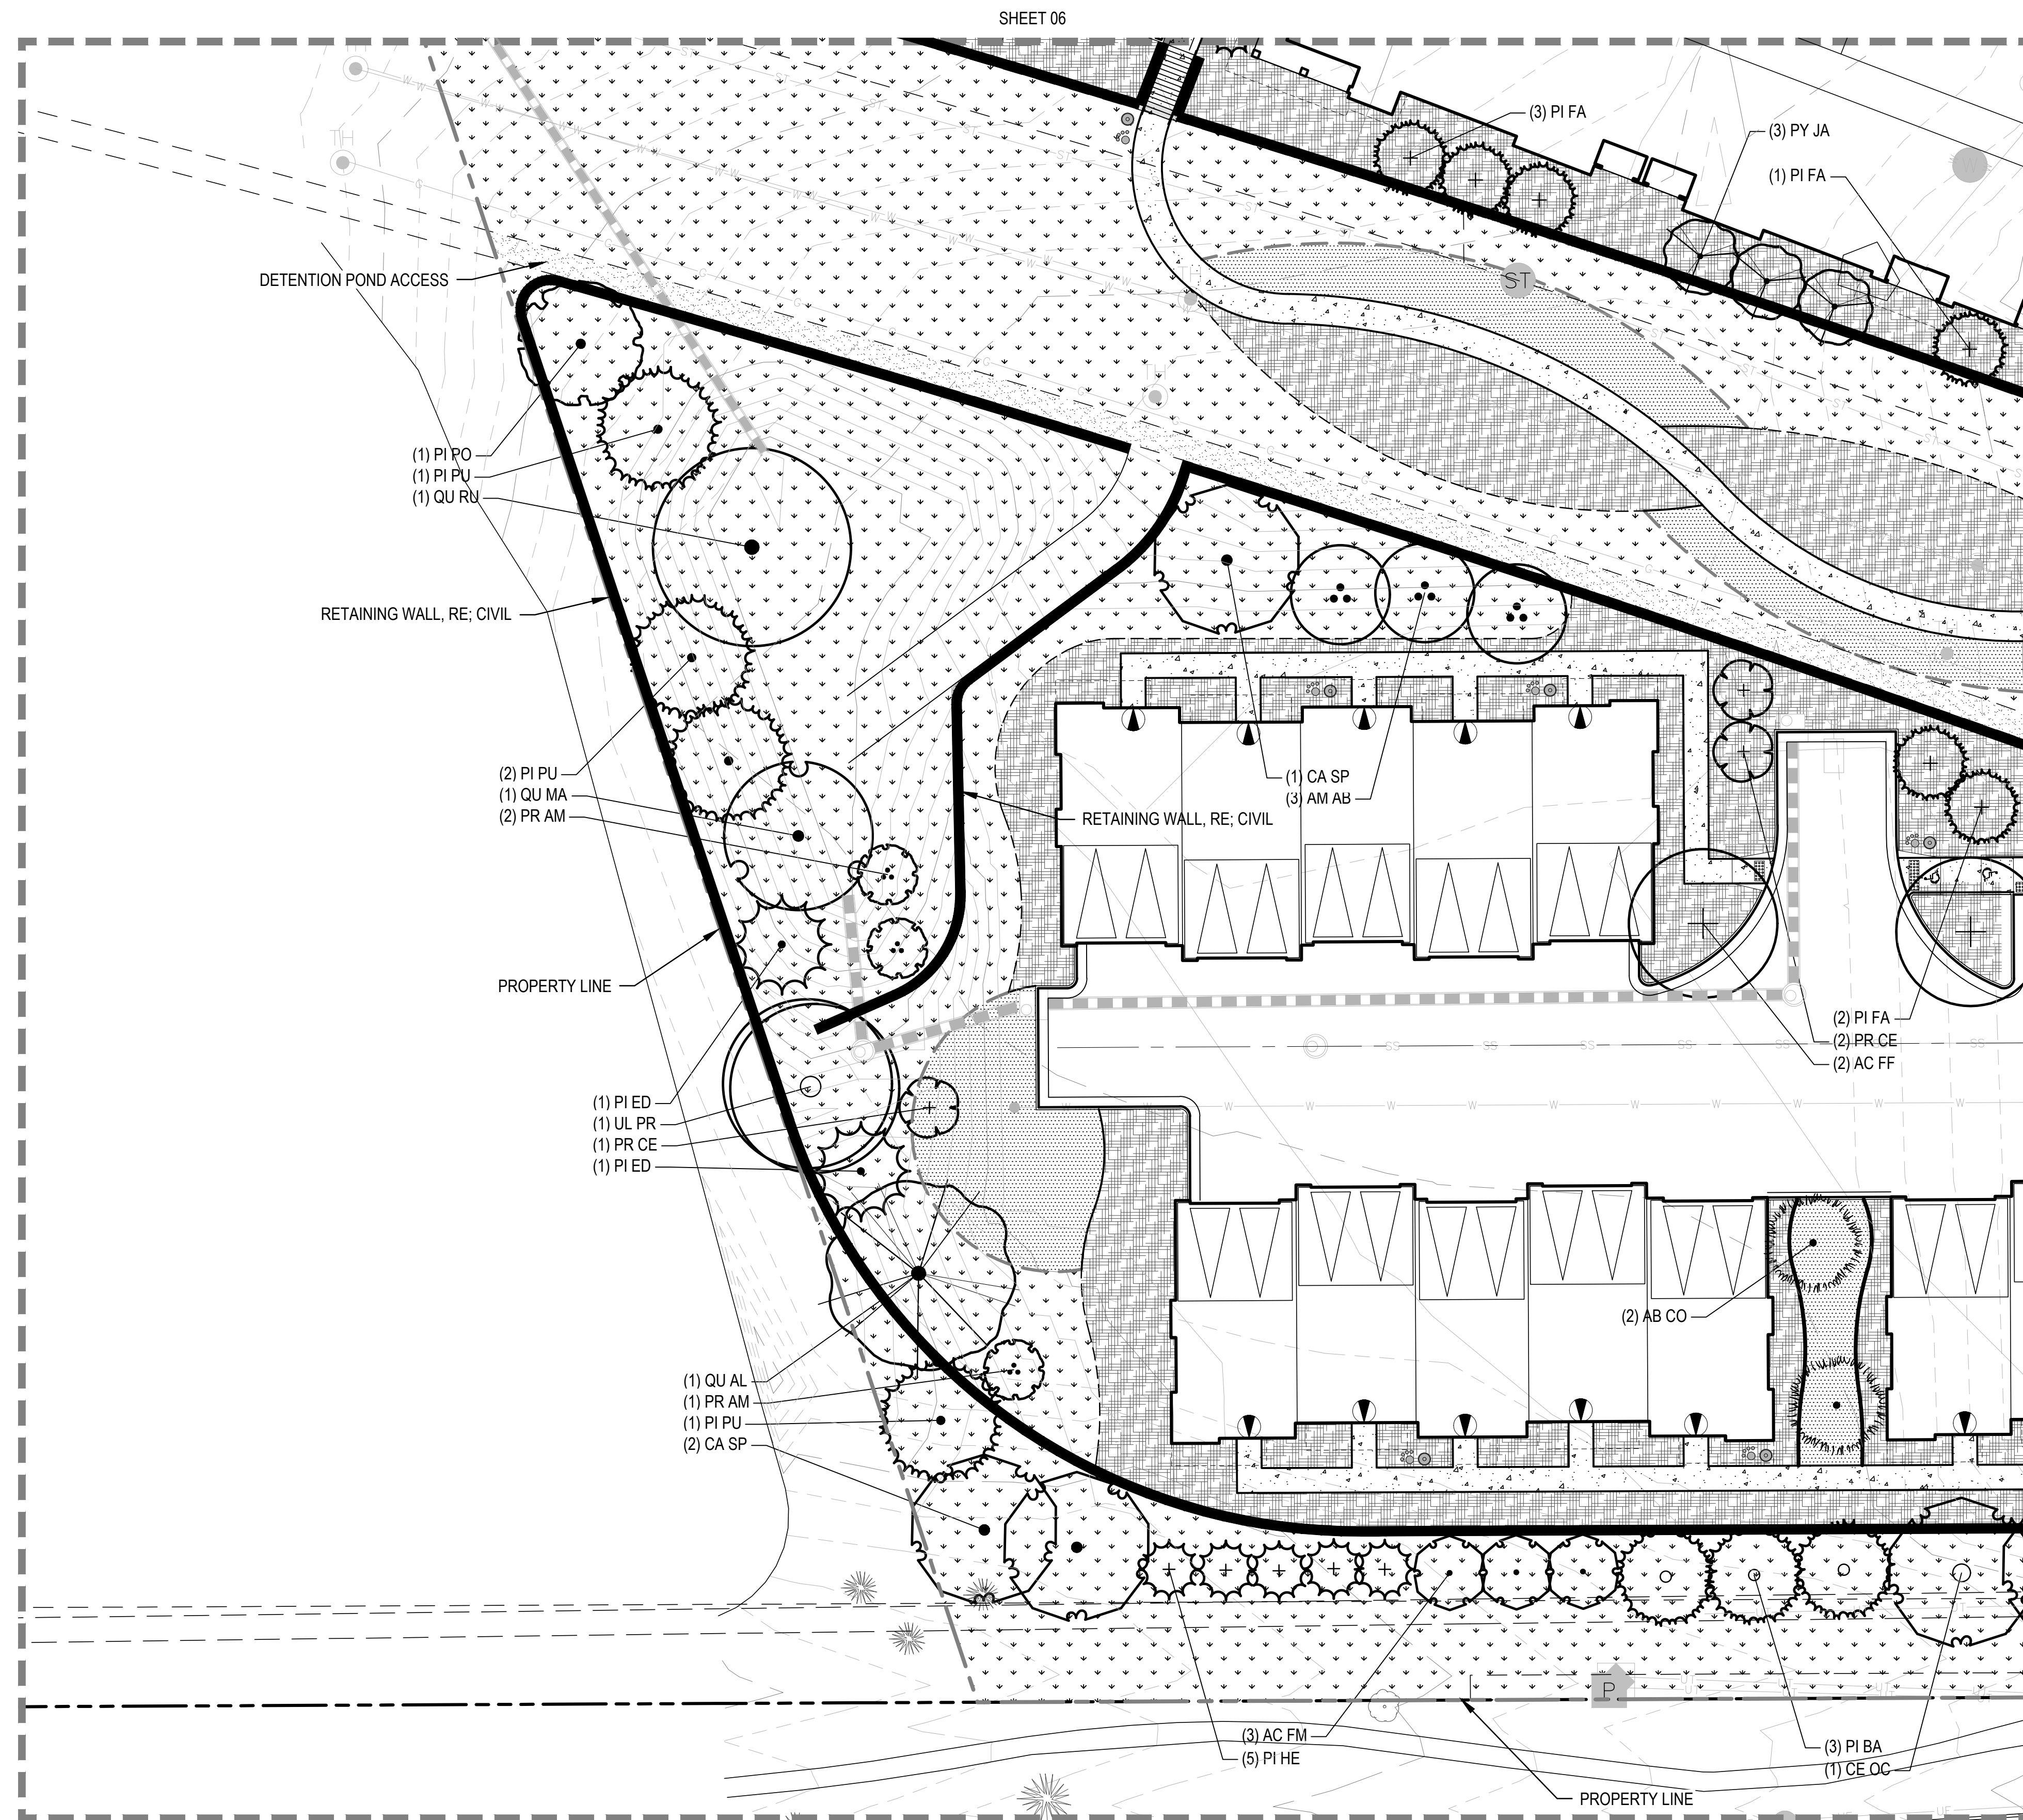 SHEET 06
(3) PI FA
(3) PY JA
(1) PI FA
TH
ST
DETENTION POND ACCESS
(1) PI PO
(1) PI PU
(1) QU RU
RETAINING WALL, RE; CIVIL
(2) PI PU
(1) QU MA
(2) PR AM
(1) CA SP
(3) AM AB
RETAINING WALL, RE; CIVIL
PROPERTY LINE
(2) PI FA
(2) PR CE
(2) AC FF
(1) PI ED
(1) UL PR
(1) PR CE
(1) PI ED
(2) AB CO
(1) QU AL
(1) PR AM
(1) PI PU
(2) CA SP
P
(3) AC FM
(5) PI HE
(3) PI BA
(1) CE OC
PROPERTY LINE